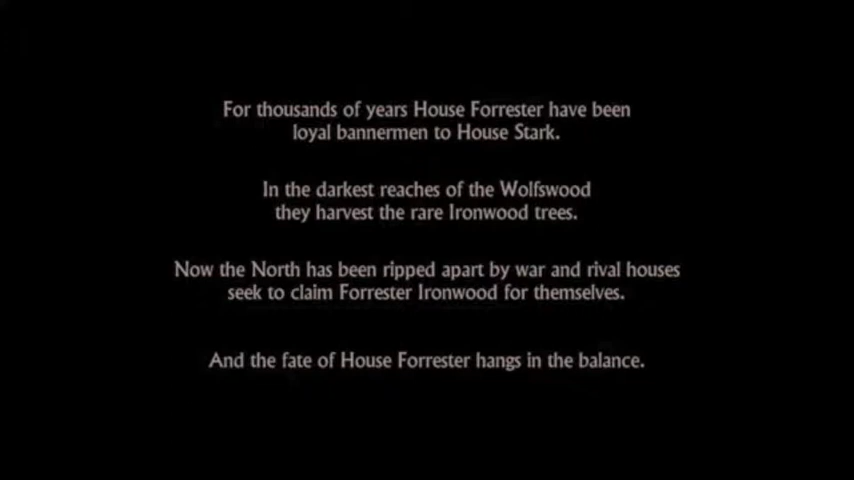 For thousands of years House Forrester have been
loyal bannermen to House Stark.
In the darkest reaches of the Wolfswood
they harvest the rare Ironwood trees.
Now the North has been ripped apart by war and rival houses
seek to claim Forrester Ironwood for themselves.
And the fate of House Forrester hangs in the balance.